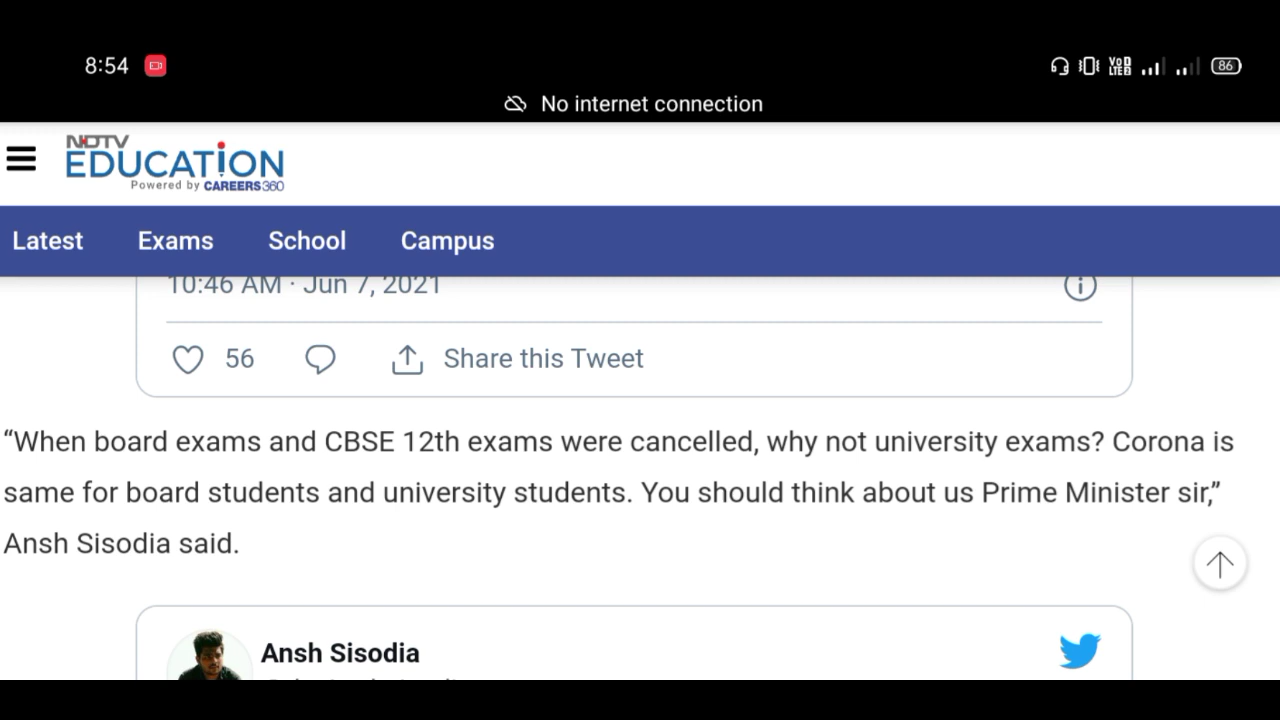 8:54
VoD LTE2 86
No internet connection
NDTV
EDUCATION
Powered by CAREERS360
Latest Exams School Campus
10:46 AM · Jun 7, 2021
56 Share this Tweet
“When board exams and CBSE 12th exams were cancelled, why not university exams? Corona is
same for board students and university students. You should think about us Prime Minister sir,”
Ansh Sisodia said.
Ansh Sisodia